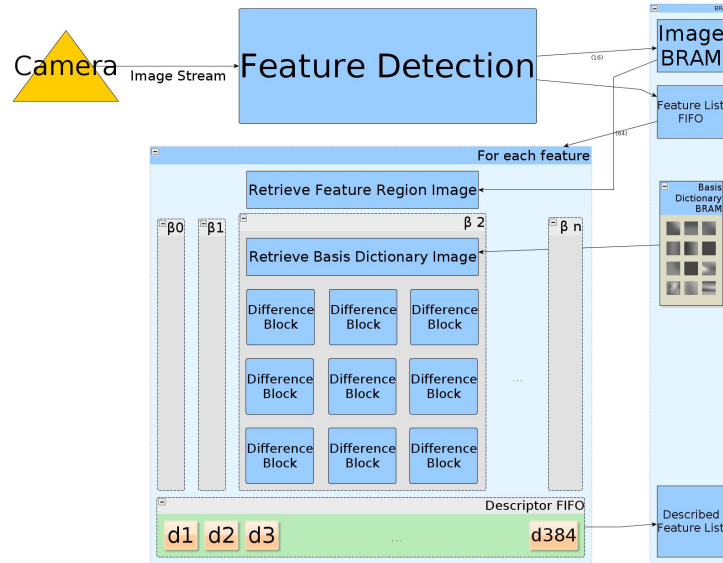 BRA
Image
BRAM
Camera
Feature Detection
(16)
Image Stream
Feature List
FIFO
(64)
For each feature
Retrieve Feature Region Image
Basis
Dictionary
BRAM
β0
β1
β 2
β n
Retrieve Basis Dictionary Image
Difference
Block
Difference
Block
Difference
Block
Difference
Block
Difference
Block
Difference
Block
...
Difference
Block
Difference
Block
Difference
Block
Descriptor FIFO
d1
d2
d3
...
d384
Described
Feature List